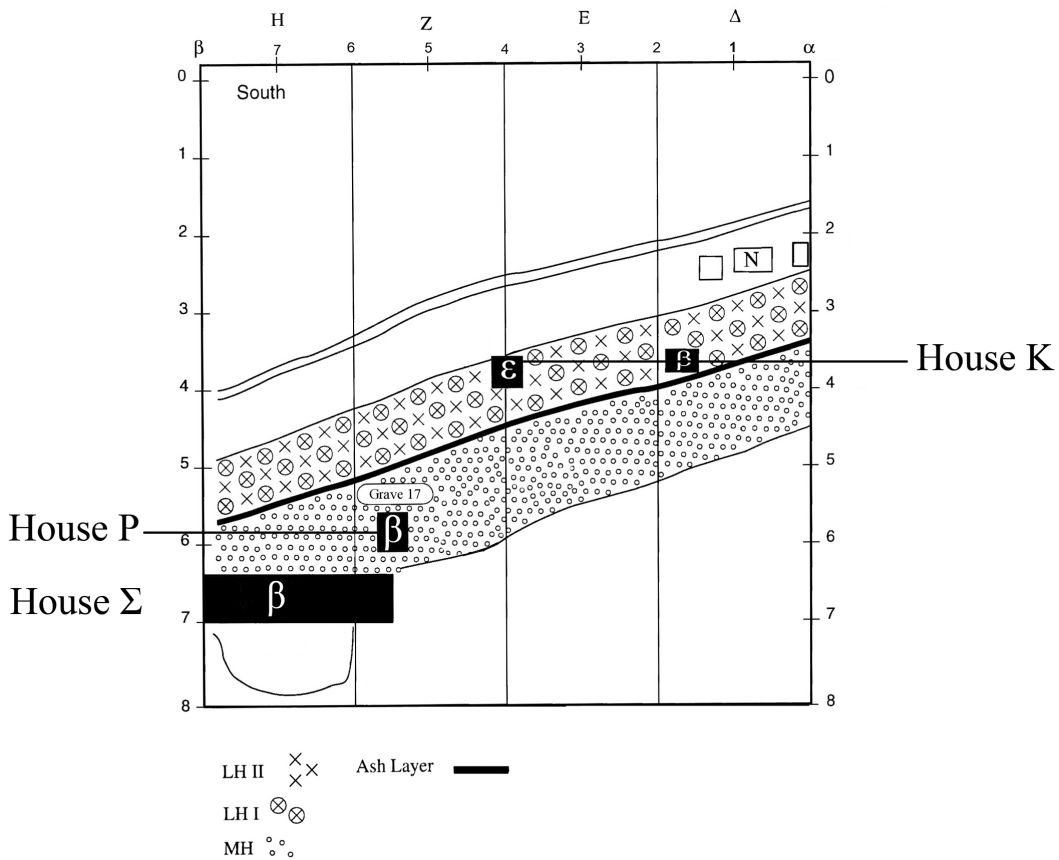 H Z E Δ
β 7 6 5 4 3 2 1 α
0 0
South
1 1
2 2
N
3 3
ε β House K
4 4
5 5
Grave 17
House P β
6 6
House Σ β
7 7
8 8
LH II Ash Layer
LH I
MH